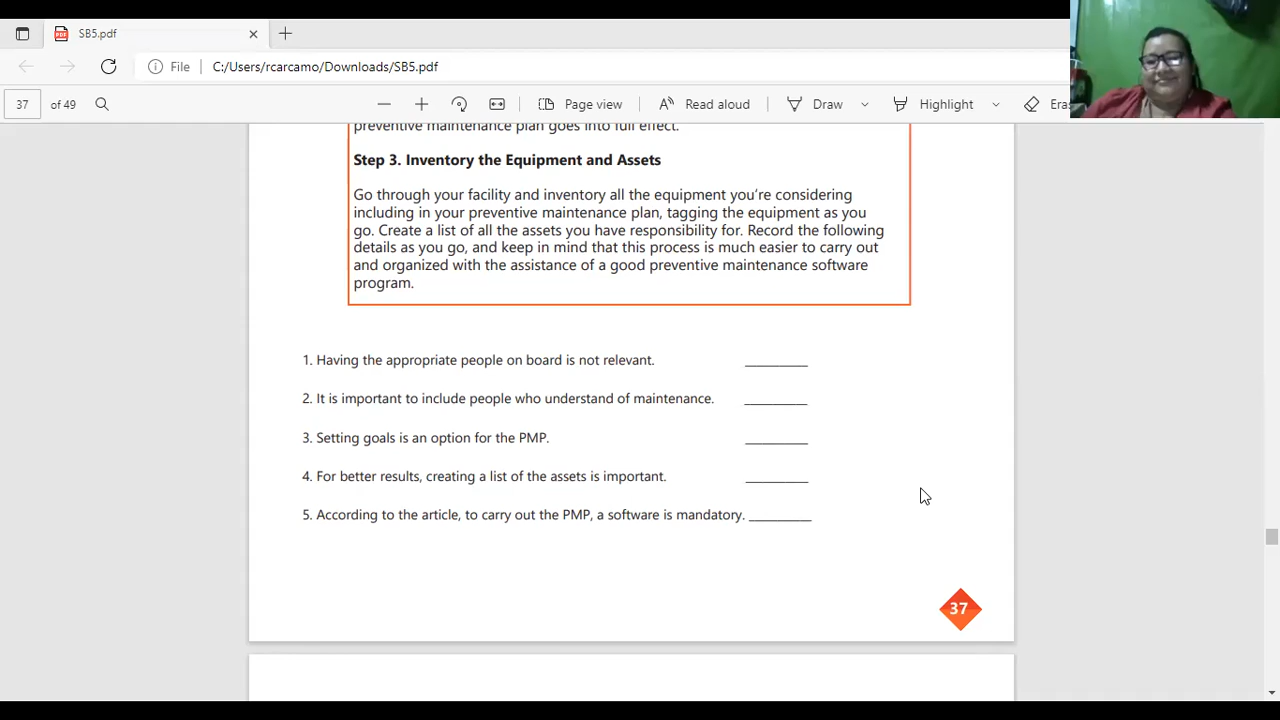 SB5.pdf
File C:/Users/rcarcamo/Downloads/SB5.pdf
37 of 49 Page view Read aloud Draw Highlight Eras
preventive maintenance plan goes into full effect.
Step 3. Inventory the Equipment and Assets
Go through your facility and inventory all the equipment you're considering
including in your preventive maintenance plan, tagging the equipment as you
go. Create a list of all the assets you have responsibility for. Record the following
details as you go, and keep in mind that this process is much easier to carry out
and organized with the assistance of a good preventive maintenance software
program.
1. Having the appropriate people on board is not relevant. ________
2. It is important to include people who understand of maintenance. ________
3. Setting goals is an option for the PMP. ________
4. For better results, creating a list of the assets is important. ________
5. According to the article, to carry out the PMP, a software is mandatory. ________
37